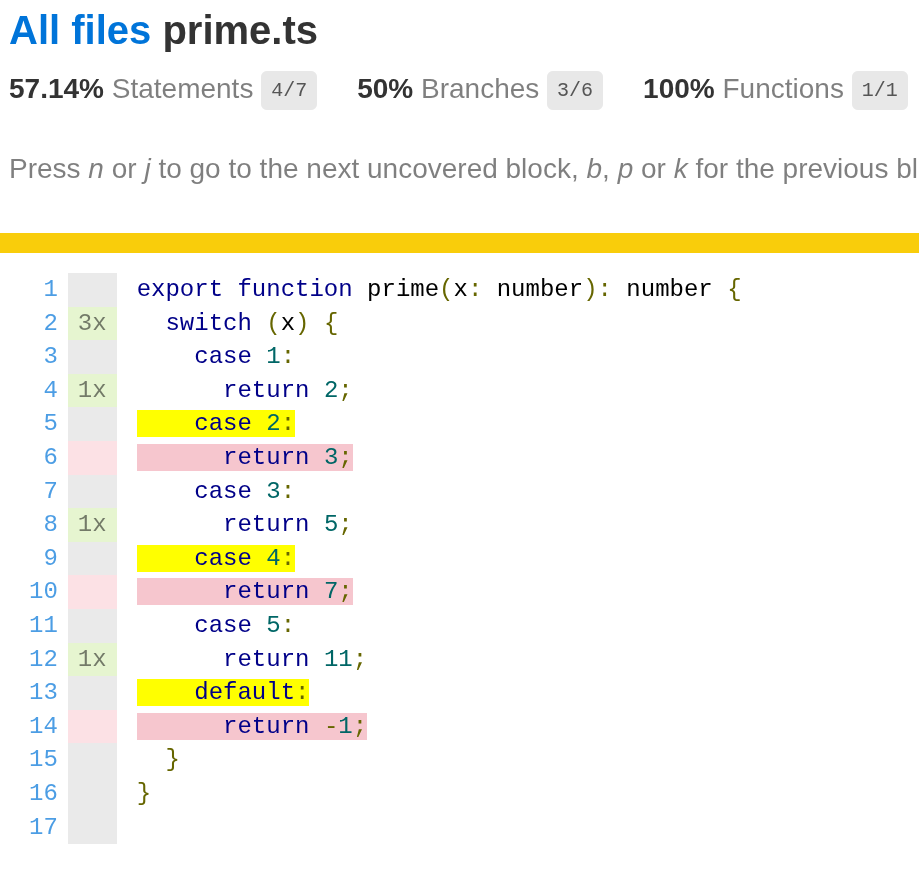 All files prime.ts
57.14% Statements 4/7 50% Branches 3/6 100% Functions 1/1
Press n or j to go to the next uncovered block, b, p or k for the previous bl
1 export function prime(x: number): number {
2 3x   switch (x) {
3     case 1:
4 1x       return 2;
5     case 2:
6       return 3;
7     case 3:
8 1x       return 5;
9     case 4:
10       return 7;
11     case 5:
12 1x       return 11;
13     default:
14       return -1;
15   }
16 }
17